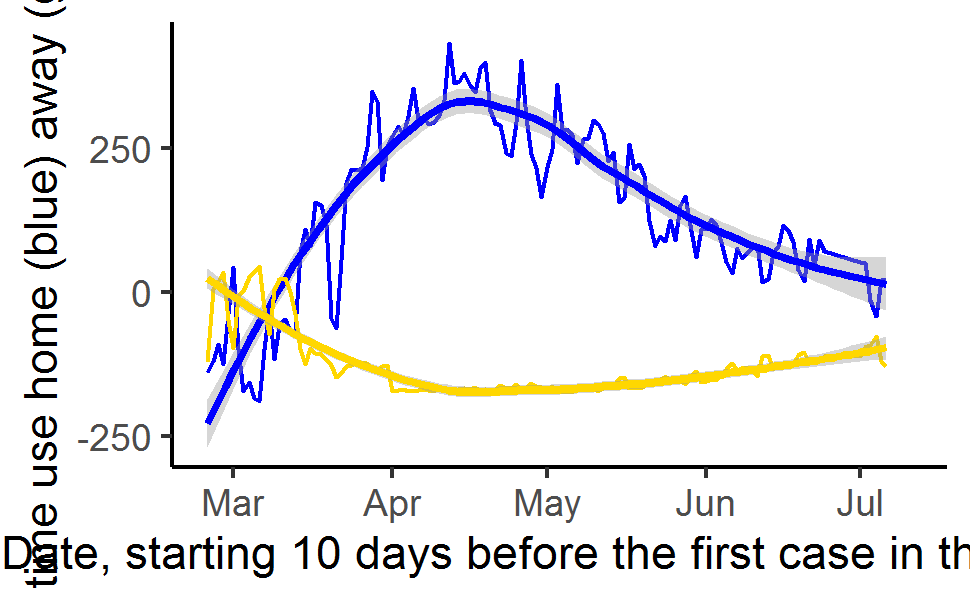 time use home (blue) away (
250
0
-250
Mar Apr May Jun Jul
Date, starting 10 days before the first case in th